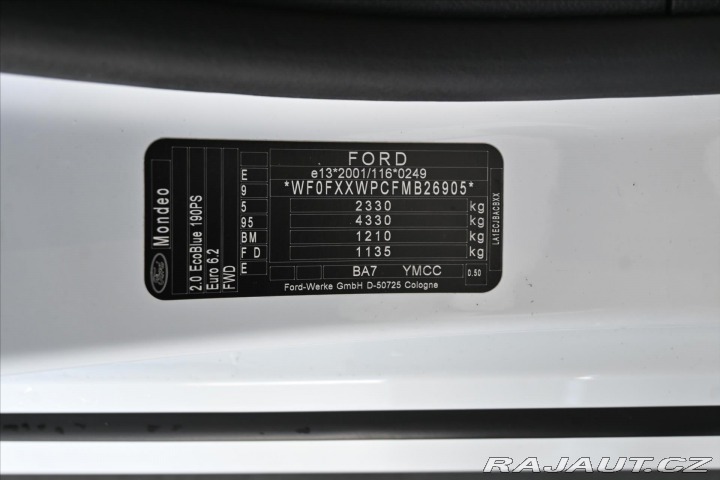 FORD
e13*2001/116*0249
*WF0FXXWPCFMB26905*
2330 kg
4330 kg
1210 kg
1135 kg
BA7 YMCC 0.50
Ford-Werke GmbH D-50725 Cologne
E
9
5
95
BM
F D
E
Ford
Mondeo
2.0 EcoBlue 190PS
Euro 6.2
FWD
LA1ECJBACBXX
RAJAUT.CZ